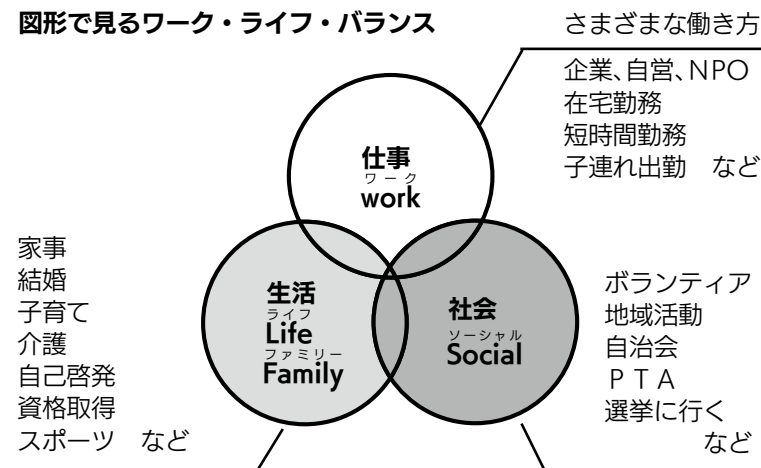 図形で見るワーク・ライフ・バランス
さまざまな働き方
企業、自営、NPO
在宅勤務
短時間勤務
子連れ出勤　など
仕事
ワーク
work
家事
結婚
子育て
介護
自己啓発
資格取得
スポーツ　など
生活
ライフ
Life
ファミリー
Family
社会
ソーシャル
Social
ボランティア
地域活動
自治会
ＰＴＡ
選挙に行く
など